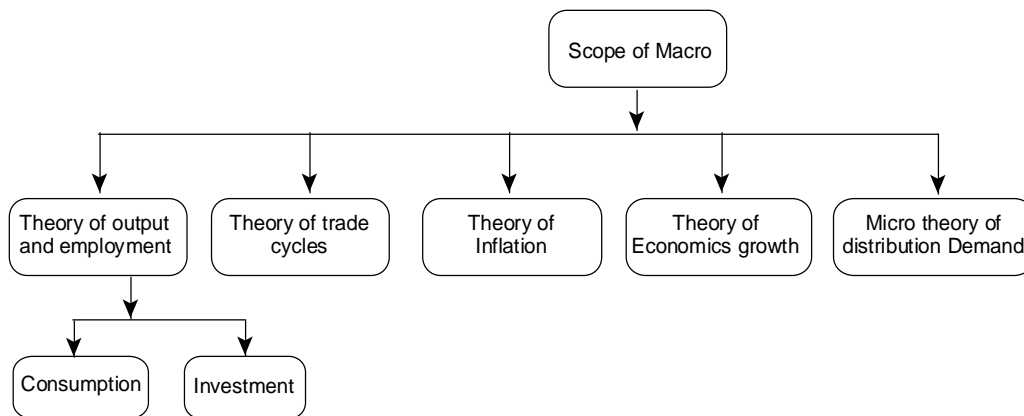 Scope of Macro
Theory of output
and employment
Theory of trade
cycles
Theory of
Inflation
Theory of
Economics growth
Micro theory of
distribution Demand
Consumption
Investment